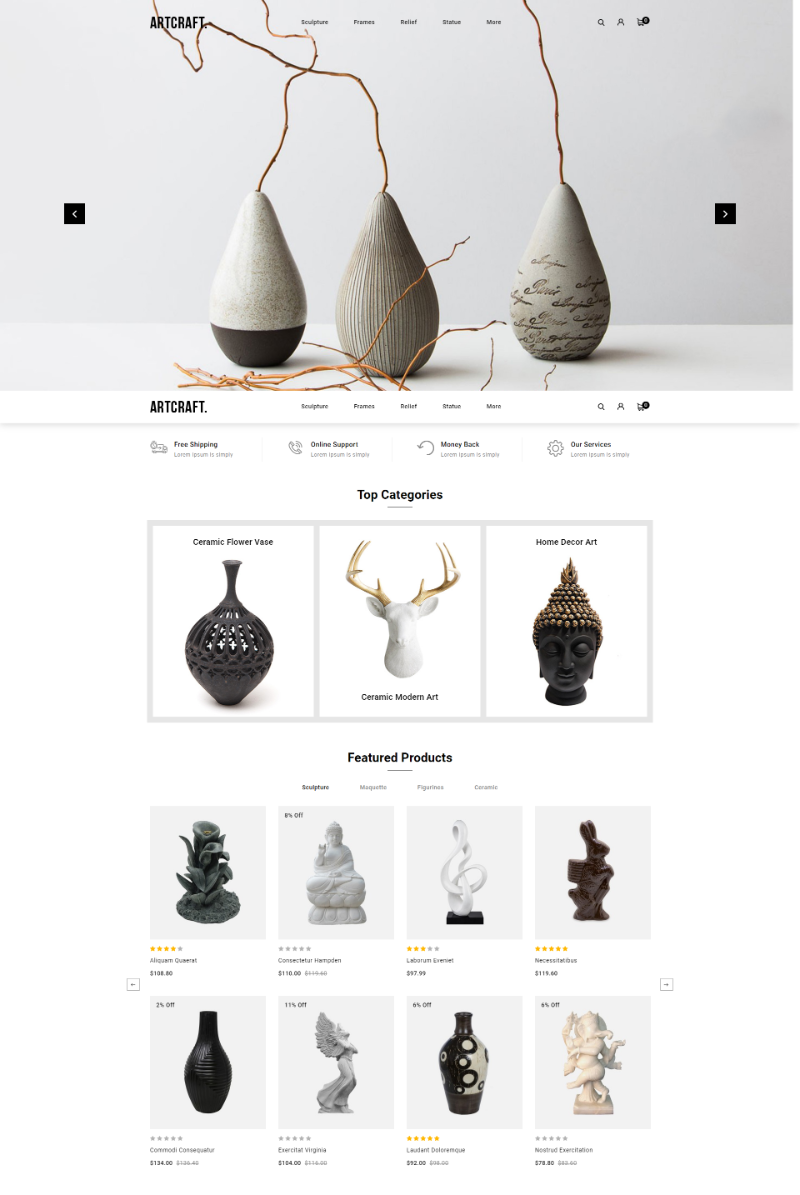 ARTCRAFT.
Sculpture Frames Relief Statue More
0
Paris
ARTCRAFT.
Sculpture Frames Relief Statue More
0
Free Shipping
Lorem Ipsum is simply
Online Support
Lorem Ipsum is simply
Money Back
Lorem Ipsum is simply
Our Services
Lorem Ipsum is simply
Top Categories
Ceramic Flower Vase
Ceramic Modern Art
Home Decor Art
Featured Products
Sculpture Maquette Figurines Ceramic
Aliquam Quaerat
$108.80
8% Off
Consectetur Hampden
$110.00 $119.60
Laborum Eveniet
$97.99
Necessitatibus
$119.60
2% Off
Commodi Consequatur
$134.00 $136.40
11% Off
Exercitat Virginia
$104.00 $116.00
6% Off
Laudant Doloremque
$92.00 $98.00
6% Off
Nostrud Exercitation
$78.80 $83.60